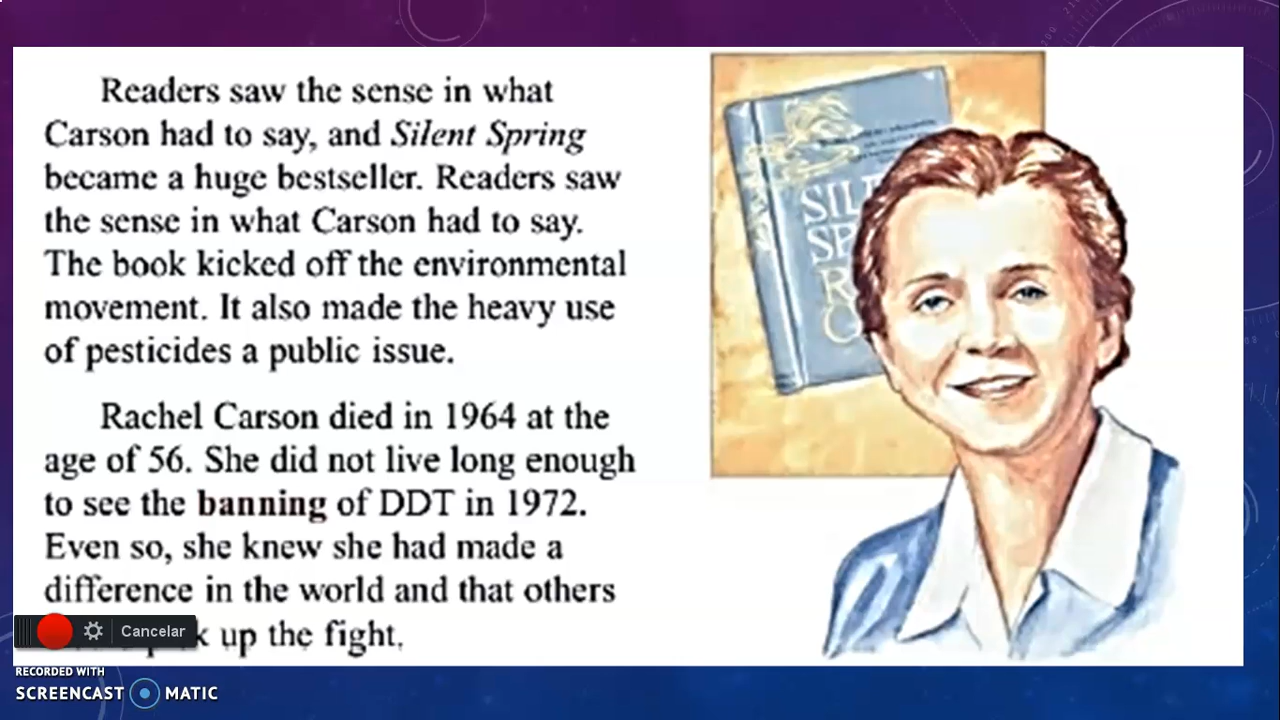 Readers saw the sense in what
Carson had to say, and Silent Spring
became a huge bestseller. Readers saw
the sense in what Carson had to say.
The book kicked off the environmental
movement. It also made the heavy use
of pesticides a public issue.
Rachel Carson died in 1964 at the
age of 56. She did not live long enough
to see the banning of DDT in 1972.
Even so, she knew she had made a
difference in the world and that others
up the fight.
Cancelar
RECORDED WITH
SCREENCAST MATIC